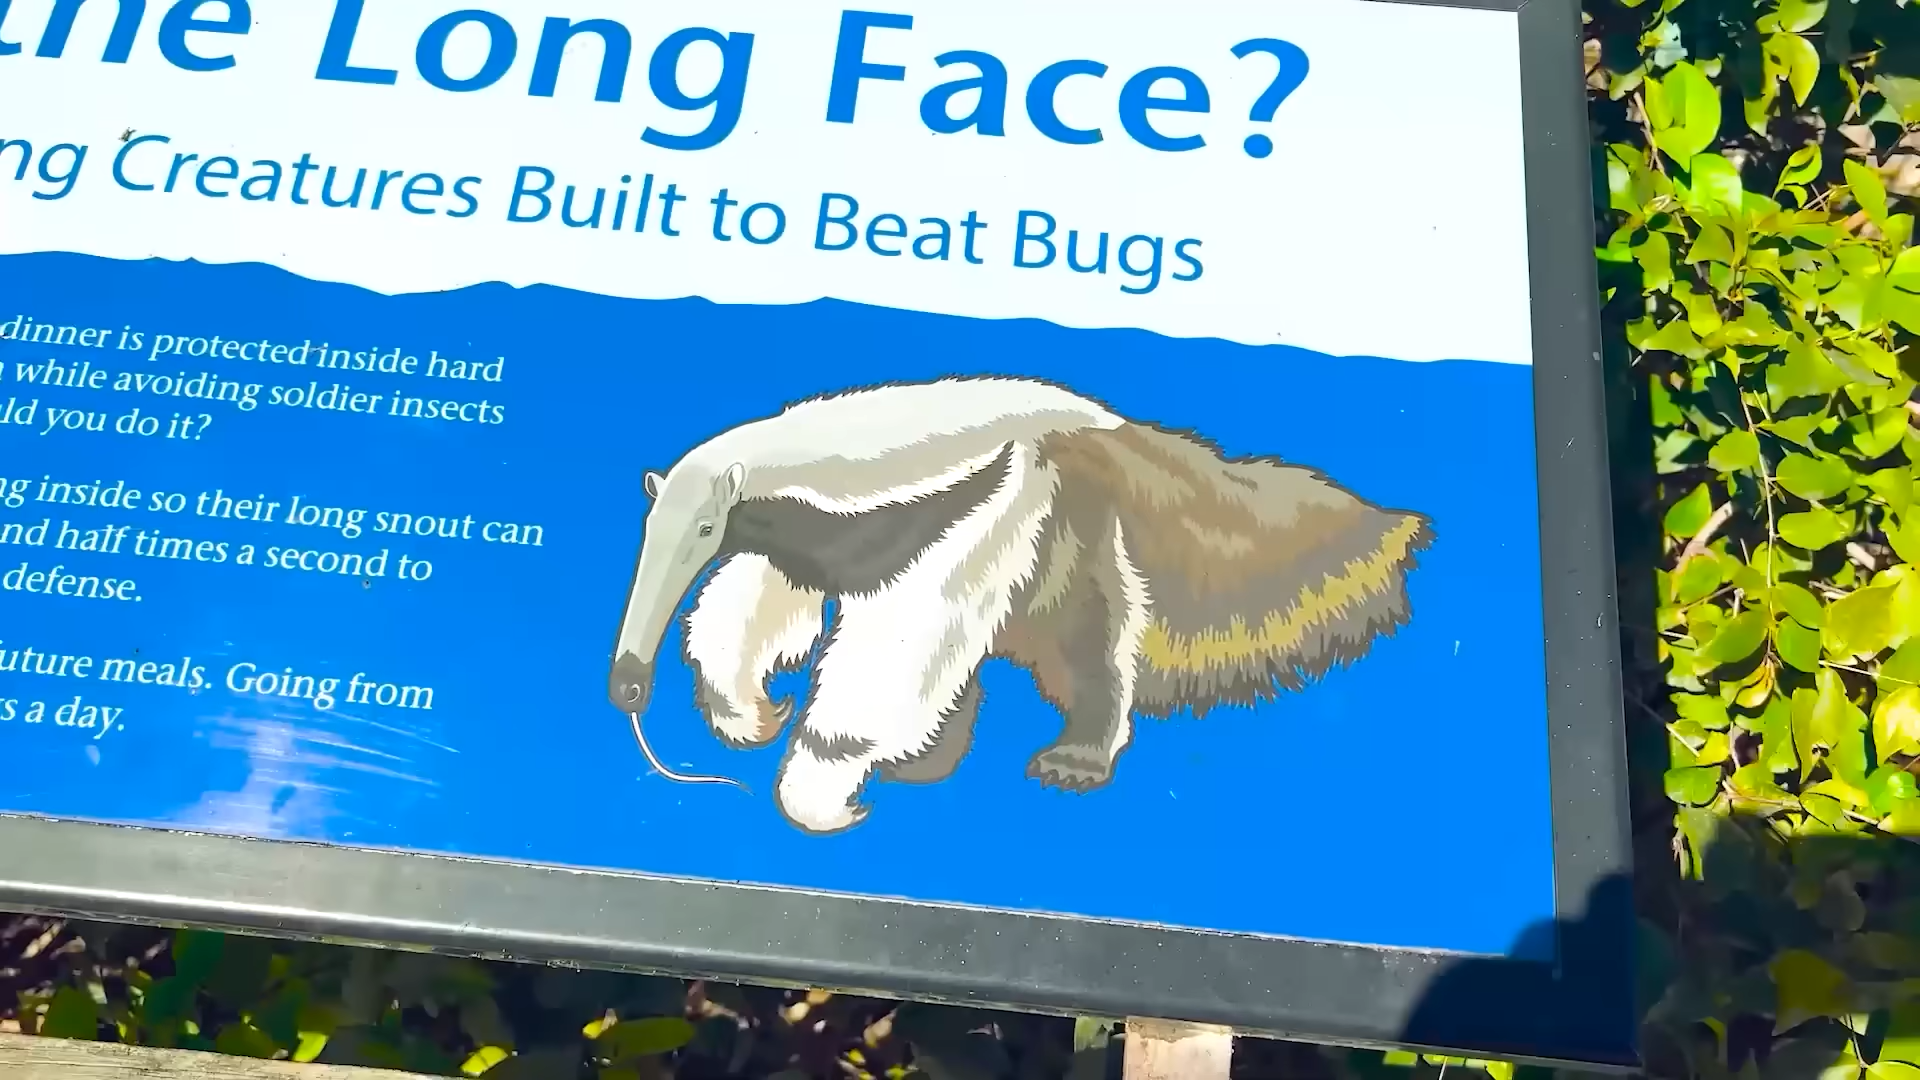 the Long Face?
ng Creatures Built to Beat Bugs
dinner is protected inside hard
while avoiding soldier insects
ld you do it?
ng inside so their long snout can
nd half times a second to
defense.
uture meals. Going from
s a day.